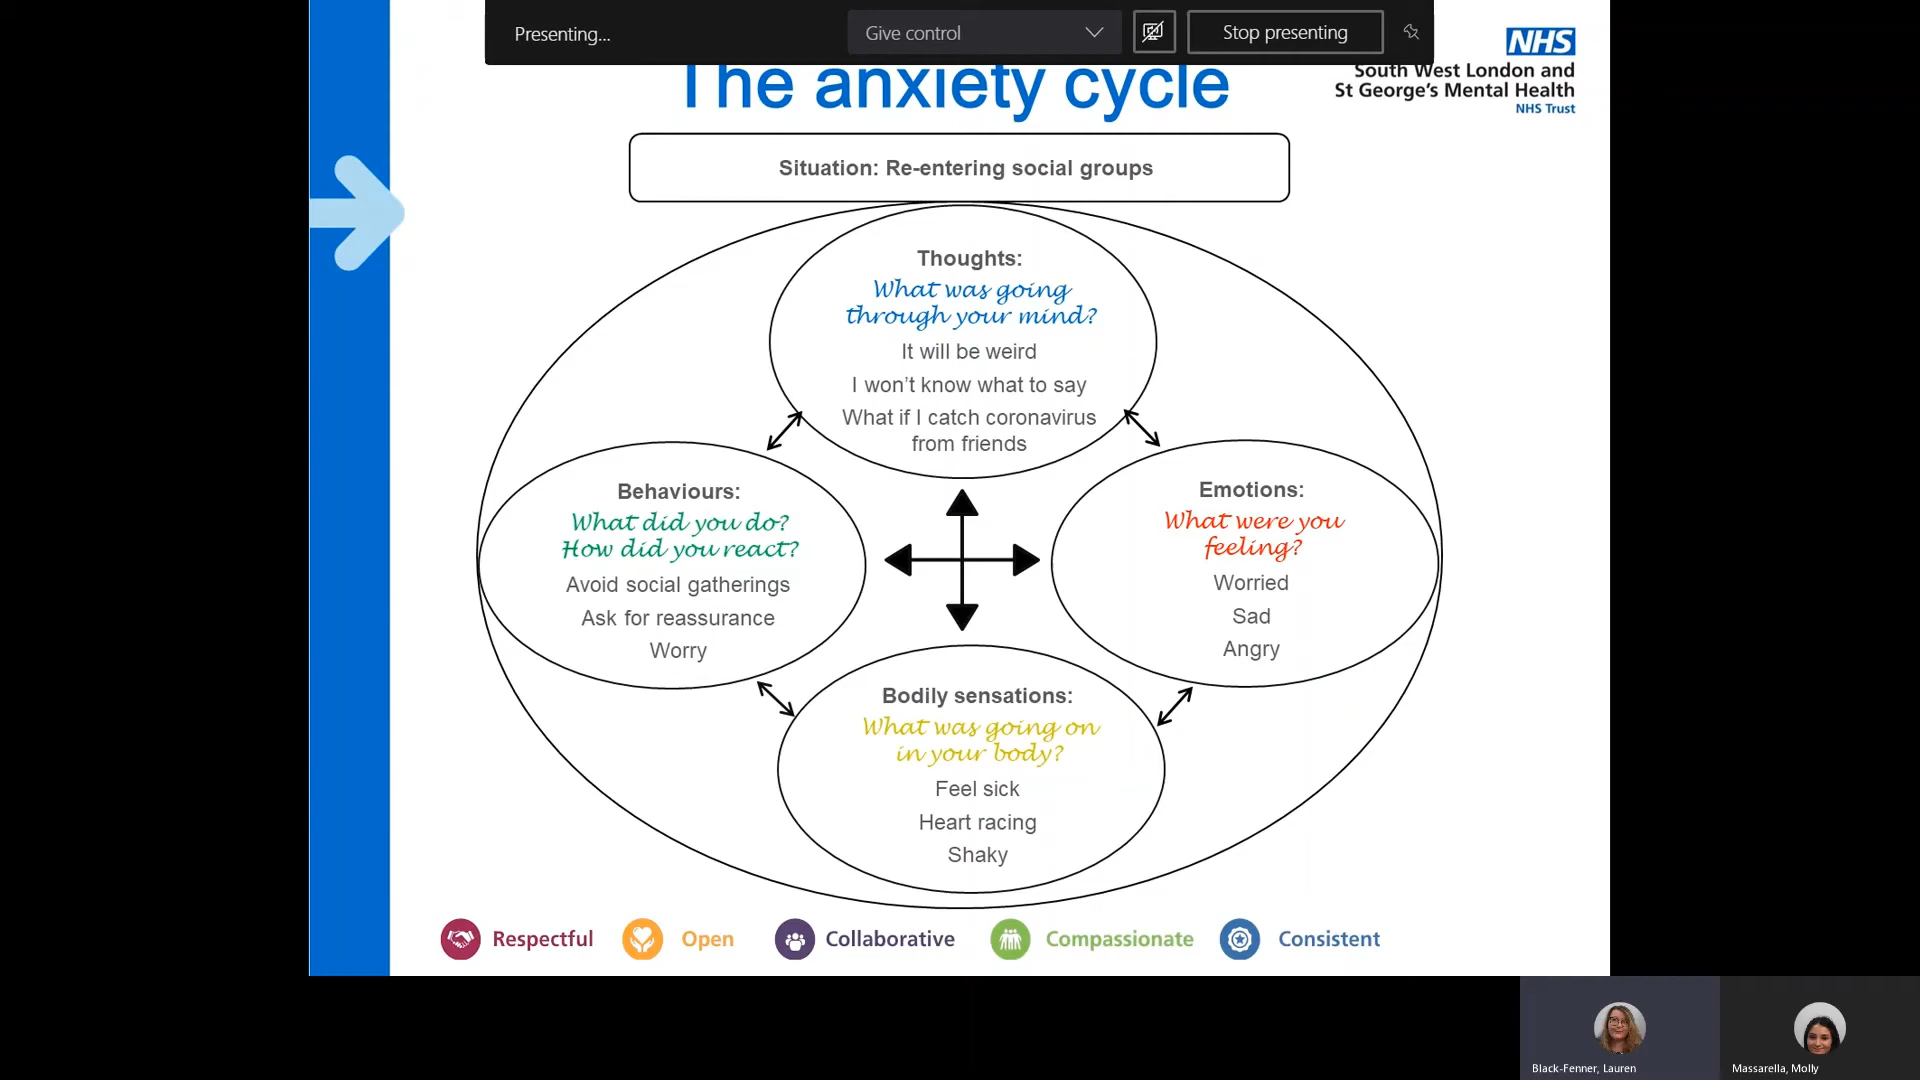 Presenting...
Give control
Stop presenting
NHS
South West London and
St George's Mental Health
NHS Trust
The anxiety cycle
Situation: Re-entering social groups
Thoughts:
What was going
through your mind?
It will be weird
I won't know what to say
What if I catch coronavirus
from friends
Behaviours:
What did you do?
How did you react?
Avoid social gatherings
Ask for reassurance
Worry
Emotions:
What were you
feeling?
Worried
Sad
Angry
Bodily sensations:
What was going on
in your body?
Feel sick
Heart racing
Shaky
Respectful
Open
Collaborative
Compassionate
Consistent
Black-Fenner, Lauren
Massarella, Molly